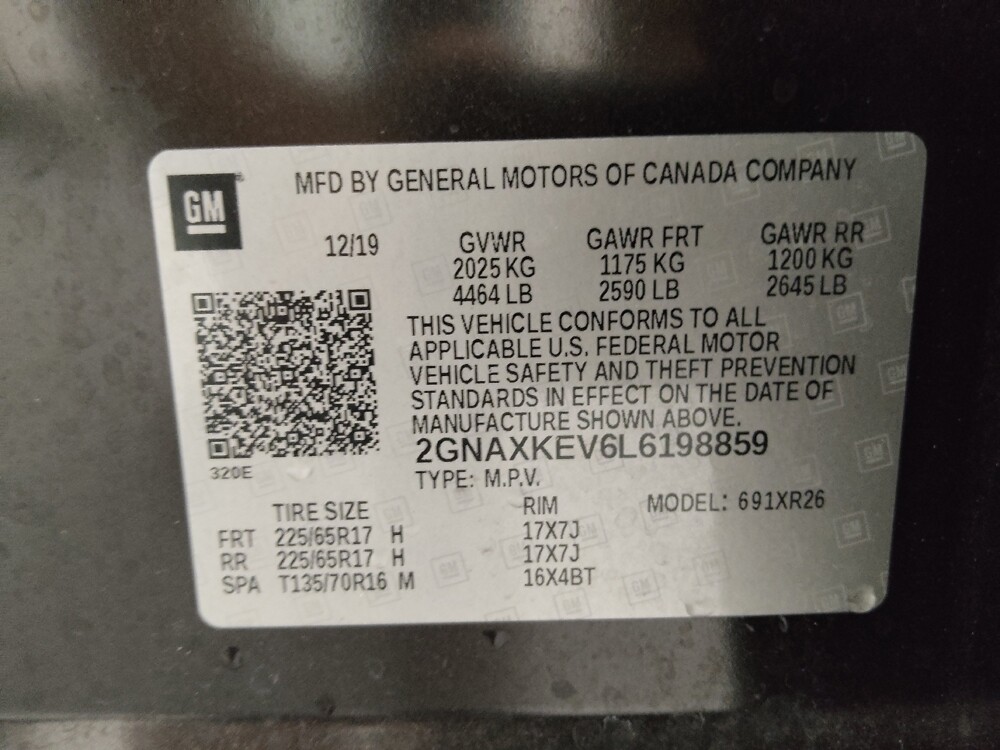 GM
MFD BY GENERAL MOTORS OF CANADA COMPANY
12/19
GVWR GAWR FRT GAWR RR
2025 KG 1175 KG 1200 KG
4464 LB 2590 LB 2645 LB
THIS VEHICLE CONFORMS TO ALL
APPLICABLE U.S. FEDERAL MOTOR
VEHICLE SAFETY AND THEFT PREVENTION
STANDARDS IN EFFECT ON THE DATE OF
MANUFACTURE SHOWN ABOVE.
2GNAXKEV6L6198859
320E
TYPE: M.P.V.
TIRE SIZE RIM MODEL: 691XR26
FRT 225/65R17 H 17X7J
RR 225/65R17 H 17X7J
SPA T135/70R16 M 16X4BT